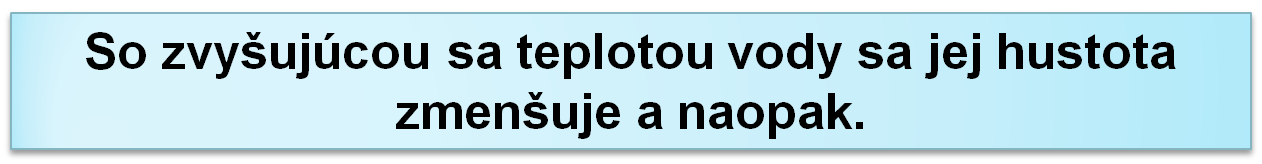 So zvyšujúcou sa teplotou vody sa jej hustota
zmenšuje a naopak.